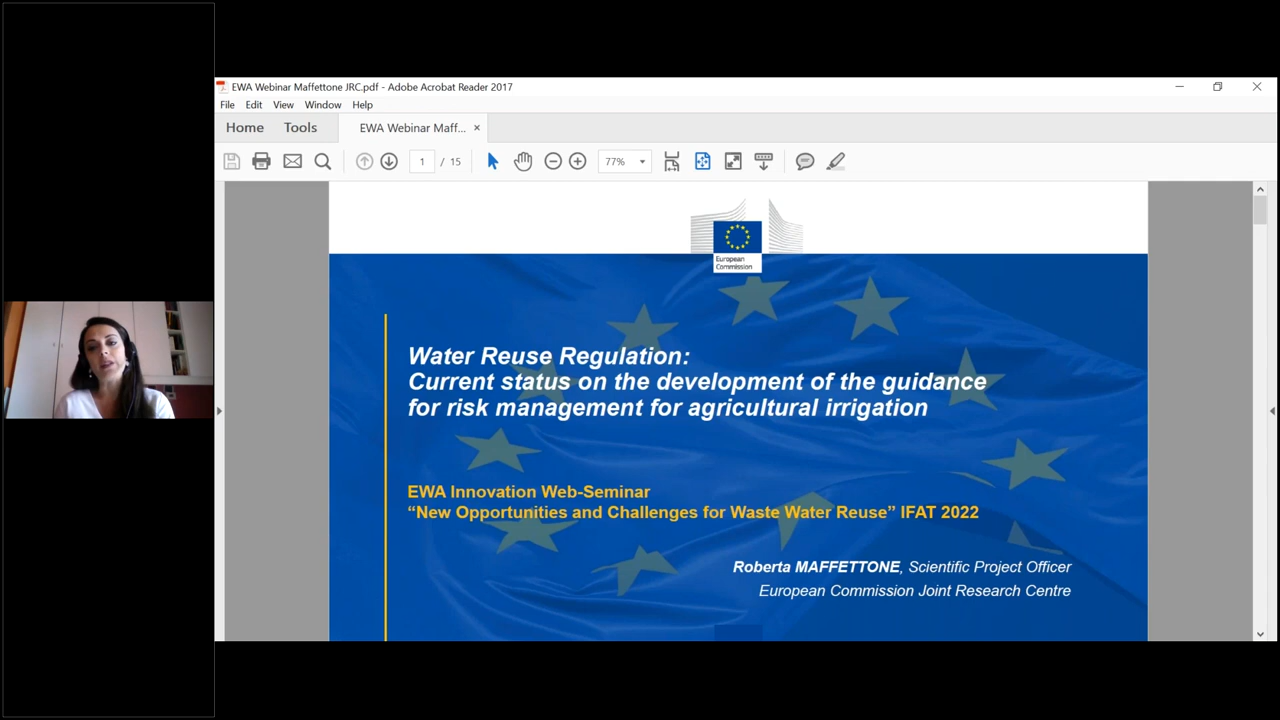 EWA Webinar Maffettone JRC.pdf - Adobe Acrobat Reader 2017
File Edit View Window Help
Home Tools EWA Webinar Maff... ×
1 / 15 77%
European
Commission
Water Reuse Regulation:
Current status on the development of the guidance
for risk management for agricultural irrigation
EWA Innovation Web-Seminar
“New Opportunities and Challenges for Waste Water Reuse” IFAT 2022
Roberta MAFFETTONE, Scientific Project Officer
European Commission Joint Research Centre